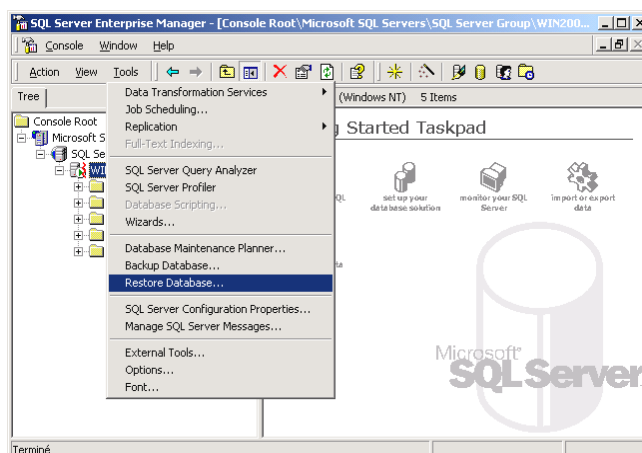 SQL Server Enterprise Manager - [Console Root\Microsoft SQL Servers\SQL Server Group\WIN200...
Console Window Help
Action View Tools
Tree
(Windows NT) 5 Items
Console Root
Microsoft S
SQL Se
WI
Data Transformation Services
Job Scheduling...
Replication
Full-Text Indexing...
SQL Server Query Analyzer
SQL Server Profiler
Database Scripting...
Wizards...
Database Maintenance Planner...
Backup Database...
Restore Database...
SQL Server Configuration Properties...
Manage SQL Server Messages...
External Tools...
Options...
Font...
g Started Taskpad
QL
set up your
database solution
monitor your SQL
Server
import or export
data
ta
Microsoft
SQL Server
Terminé